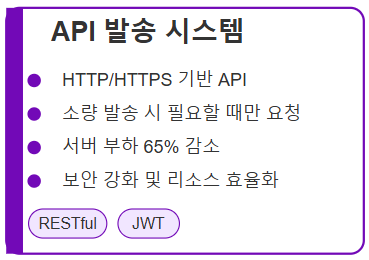 API 발송 시스템
HTTP/HTTPS 기반 API
소량 발송 시 필요할 때만 요청
서버 부하 65% 감소
보안 강화 및 리소스 효율화
RESTful JWT